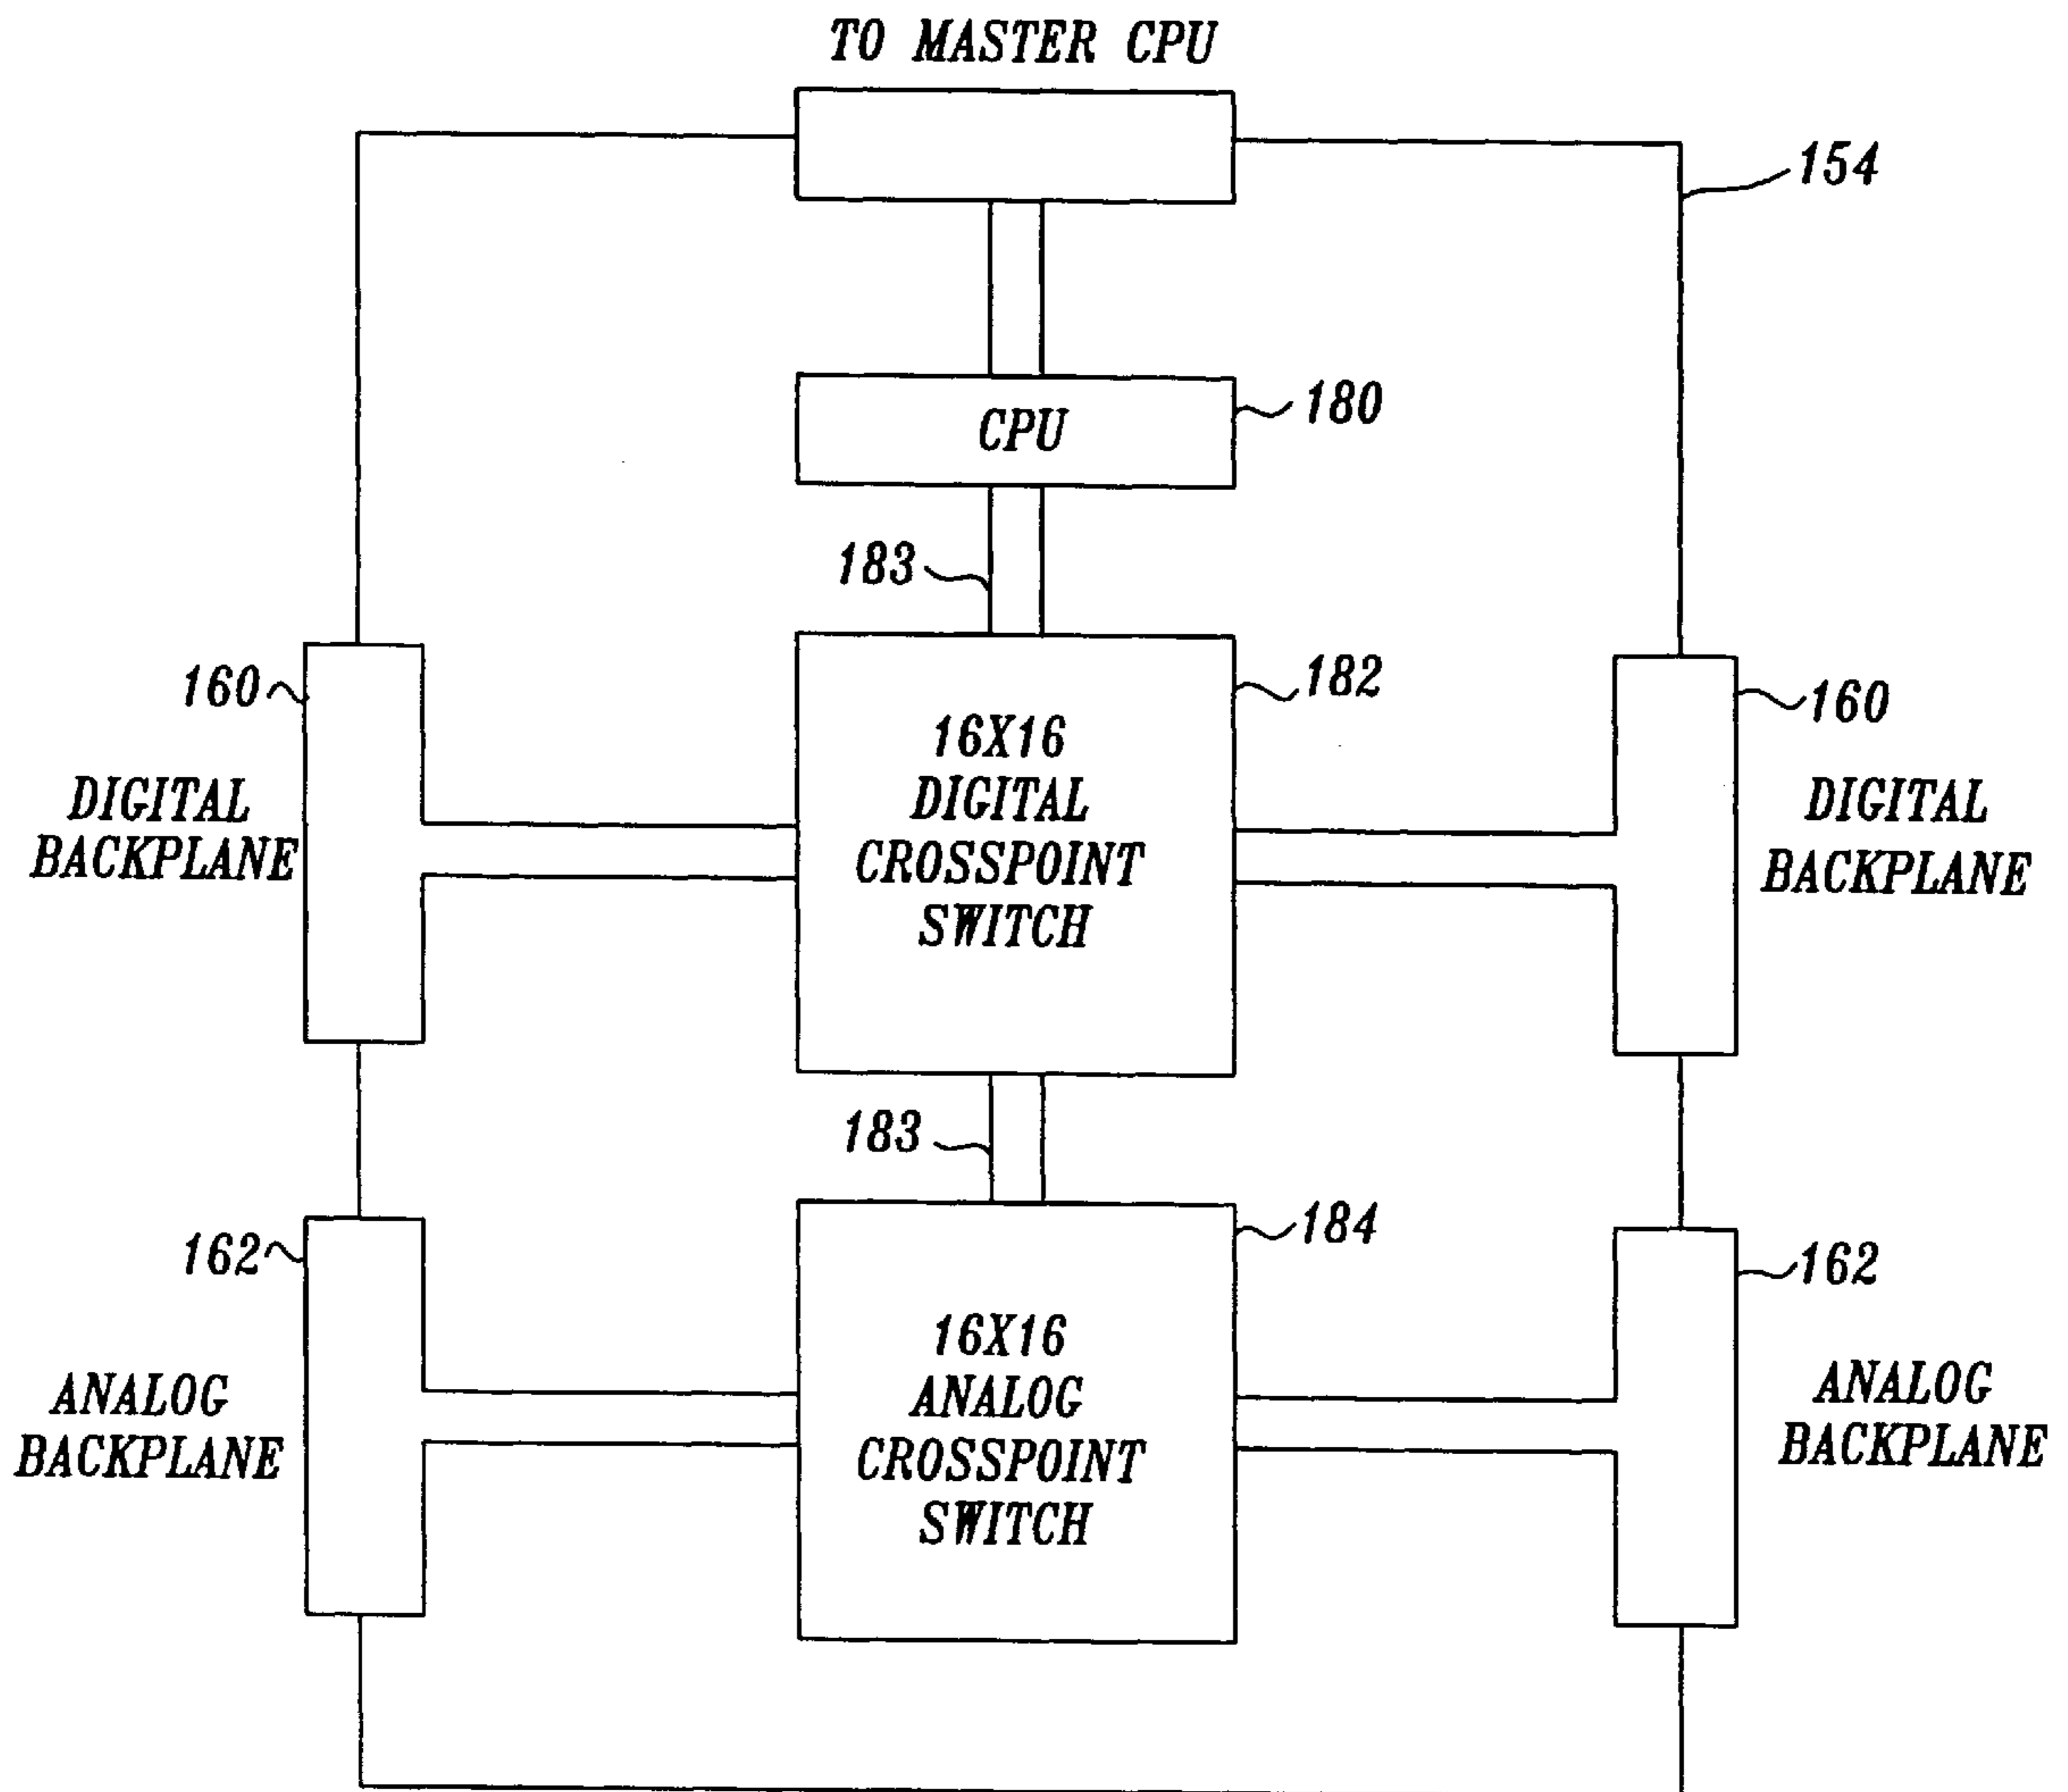 TO MASTER CPU
154
CPU
180
183
160
182
160
16X16
DIGITAL
CROSSPOINT
SWITCH
DIGITAL
BACKPLANE
DIGITAL
BACKPLANE
183
162
184
162
16X16
ANALOG
CROSSPOINT
SWITCH
ANALOG
BACKPLANE
ANALOG
BACKPLANE